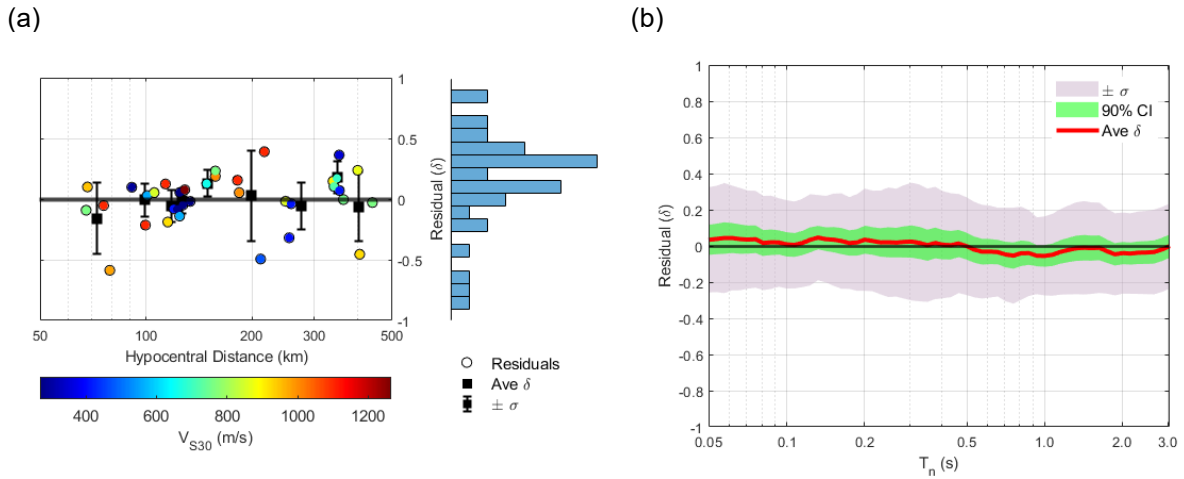 (a)
(b)
1
0.5
0
-0.5
-1
Residual (δ)
50
100
200
300
500
Hypocentral Distance (km)
400
600
800
1000
1200
V_S30 (m/s)
Residuals
Ave δ
± σ
1
0.8
0.6
0.4
0.2
0
-0.2
-0.4
-0.6
-0.8
-1
Residual (δ)
± σ
90% CI
Ave δ
0.05
0.1
0.2
0.5
1.0
2.0
3.0
T_n (s)